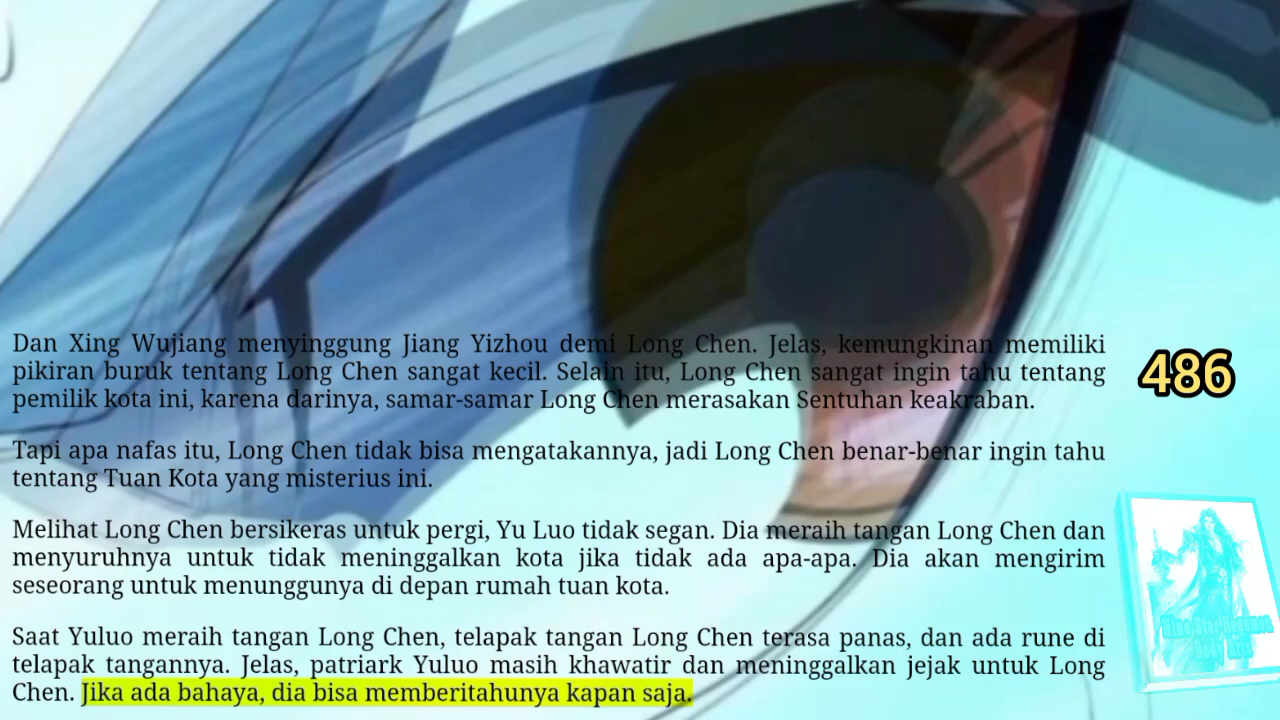 Dan Xing Wujiang menyinggung Jiang Yizhou demi Long Chen. Jelas, kemungkinan memiliki
pikiran buruk tentang Long Chen sangat kecil. Selain itu, Long Chen sangat ingin tahu tentang
pemilik kota ini, karena darinya, samar-samar Long Chen merasakan Sentuhan keakraban.
486
Tapi apa nafas itu, Long Chen tidak bisa mengatakannya, jadi Long Chen benar-benar ingin tahu
tentang Tuan Kota yang misterius ini.
Melihat Long Chen bersikeras untuk pergi, Yu Luo tidak segan. Dia meraih tangan Long Chen dan
menyuruhnya untuk tidak meninggalkan kota jika tidak ada apa-apa. Dia akan mengirim
seseorang untuk menunggunya di depan rumah tuan kota.
Saat Yuluo meraih tangan Long Chen, telapak tangan Long Chen terasa panas, dan ada rune di
telapak tangannya. Jelas, patriark Yuluo masih khawatir dan meninggalkan jejak untuk Long
Chen. Jika ada bahaya, dia bisa memberitahunya kapan saja.
Nine Star Hegemon
Body Arts